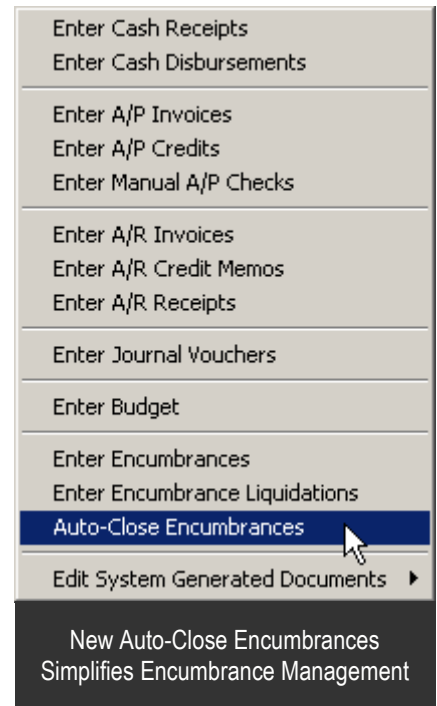 Enter Cash Receipts
Enter Cash Disbursements
Enter A/P Invoices
Enter A/P Credits
Enter Manual A/P Checks
Enter A/R Invoices
Enter A/R Credit Memos
Enter A/R Receipts
Enter Journal Vouchers
Enter Budget
Enter Encumbrances
Enter Encumbrance Liquidations
Auto-Close Encumbrances
Edit System Generated Documents
New Auto-Close Encumbrances
Simplifies Encumbrance Management